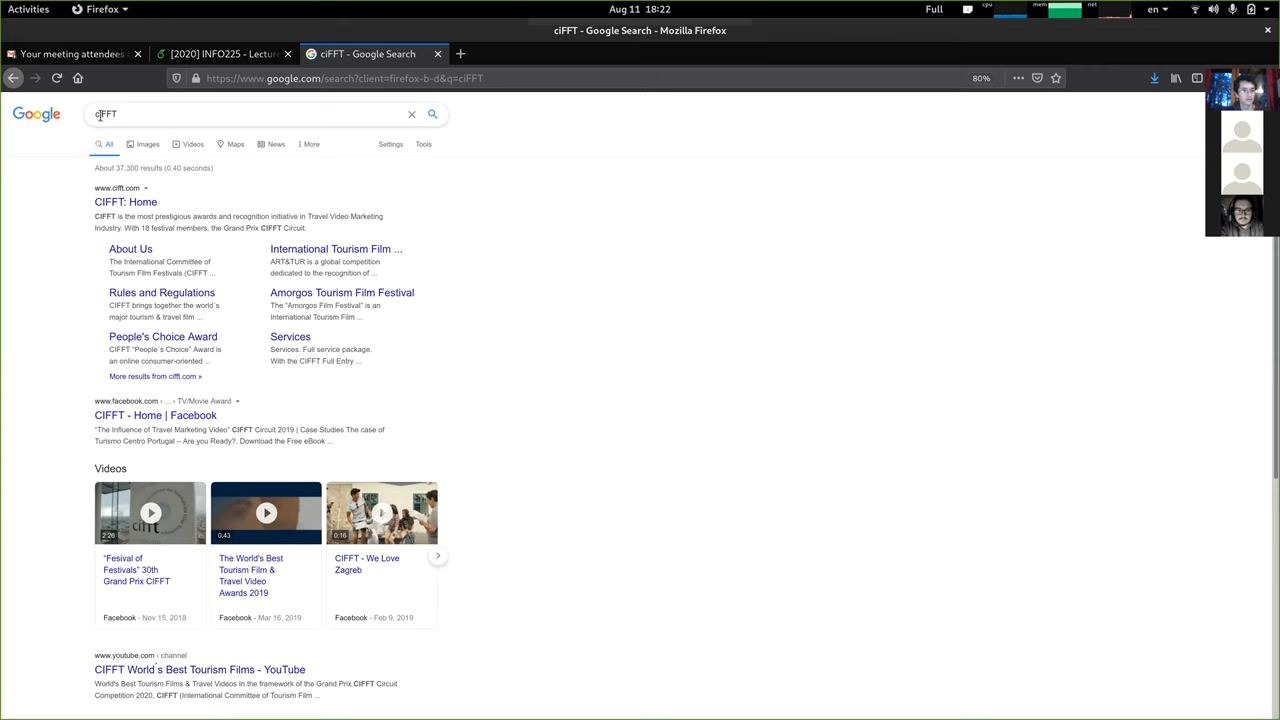 Activities
Firefox
Aug 11 18:22
Full
cpu
mem
net
en
ciFFT - Google Search - Mozilla Firefox
Your meeting attendees
[2020] INFO225 - Lecture
ciFFT - Google Search
https://www.google.com/search?client=firefox-b-d&q=ciFFT
80%
Google
ciFFT
All
Images
Videos
Maps
News
More
Settings
Tools
About 37,300 results (0.40 seconds)
www.cifft.com
CIFFT: Home
CIFFT is the most prestigious awards and recognition initiative in Travel Video Marketing
Industry. With 18 festival members, the Grand Prix CIFFT Circuit.
About Us
The International Committee of
Tourism Film Festivals (CIFFT ...
International Tourism Film ...
ART&TUR is a global competition
dedicated to the recognition of ...
Rules and Regulations
CIFFT brings together the world´s
major tourism & travel film ...
Amorgos Tourism Film Festival
The "Amorgos Film Festival" is an
International Tourism Film ...
People's Choice Award
CIFFT "People´s Choice" Award is
an online consumer-oriented ...
Services
Services. Full service package.
With the CIFFT Full Entry ...
More results from cifft.com »
www.facebook.com › ... › TV/Movie Award
CIFFT - Home | Facebook
"The Influence of Travel Marketing Video" CIFFT Circuit 2019 | Case Studies The case of
Turismo Centro Portugal – Are you Ready?. Download the Free eBook ...
Videos
cifft
2:26
0:43
0:16
"Fesival of
Festivals" 30th
Grand Prix CIFFT
Facebook - Nov 15, 2018
The World's Best
Tourism Film &
Travel Video
Awards 2019
Facebook - Mar 16, 2019
CIFFT - We Love
Zagreb
Facebook - Feb 9, 2019
www.youtube.com › channel
CIFFT World´s Best Tourism Films - YouTube
World's Best Tourism Films & Travel Videos In the framework of the Grand Prix CIFFT Circuit
Competition 2020, CIFFT (International Committee of Tourism Film ...